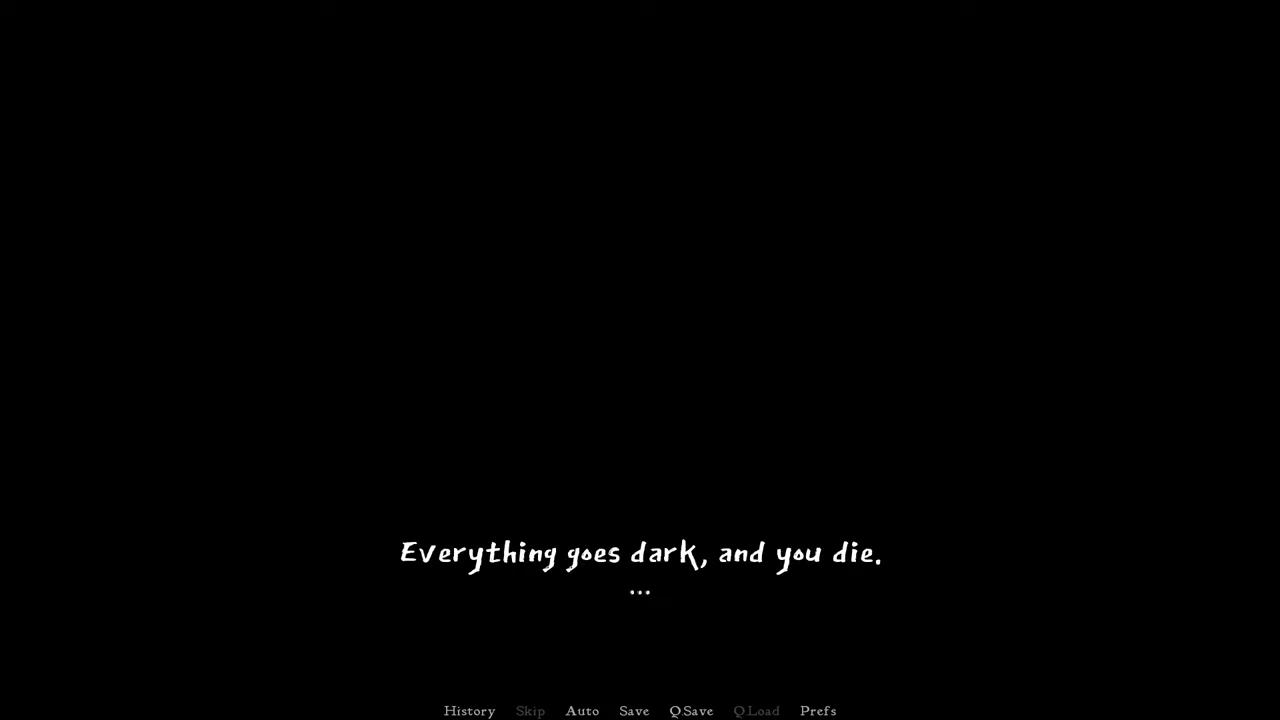 Everything goes dark, and you die.
...
History Skip Auto Save Q.Save Q.Load Prefs